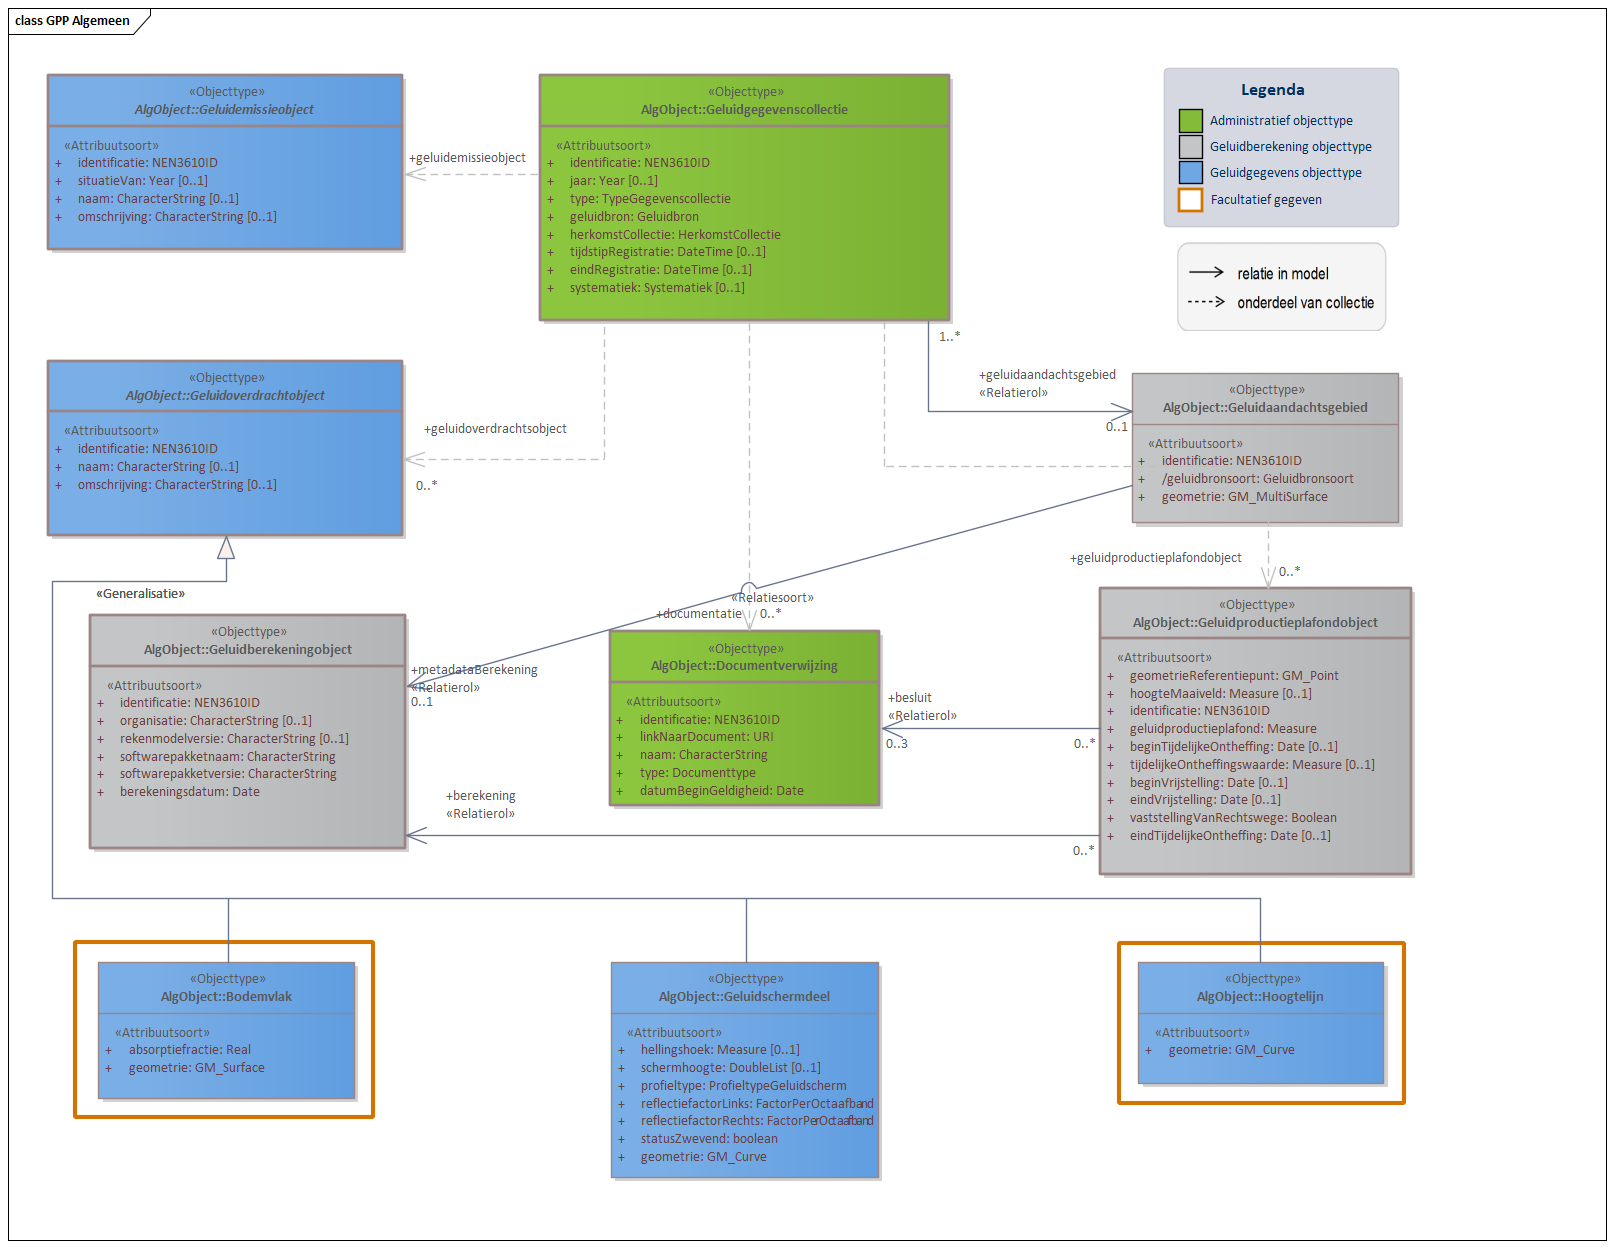 class GPP Algemeen
«Objecttype»
AlgObject::Geluidemissieobject
«Attribuutsoort»
+ identificatie: NEN3610ID
+ situatieVan: Year [0..1]
+ naam: CharacterString [0..1]
+ omschrijving: CharacterString [0..1]
+geluidemissieobject
«Objecttype»
AlgObject::Geluidgegevenscollectie
«Attribuutsoort»
+ identificatie: NEN3610ID
+ jaar: Year [0..1]
+ type: TypeGegevenscollectie
+ geluidbron: Geluidbron
+ herkomstCollectie: HerkomstCollectie
+ tijdstipRegistratie: DateTime [0..1]
+ eindRegistratie: DateTime [0..1]
+ systematiek: Systematiek [0..1]
Legenda
Administratief objecttype
Geluidberekening objecttype
Geluidgegevens objecttype
Facultatief gegeven
relatie in model
onderdeel van collectie
1..*
+geluidaandachtsgebied
«Relatierol»
0..1
«Objecttype»
AlgObject::Geluidoverdrachtobject
«Attribuutsoort»
+ identificatie: NEN3610ID
+ naam: CharacterString [0..1]
+ omschrijving: CharacterString [0..1]
+geluidoverdrachtsobject
0..*
«Objecttype»
AlgObject::Geluidaandachtsgebied
«Attribuutsoort»
+ identificatie: NEN3610ID
+ /geluidbronsoort: Geluidbronsoort
+ geometrie: GM_MultiSurface
+geluidproductieplafondobject
0..*
«Generalisatie»
«Relatiesoort»
+documentatie
0..*
«Objecttype»
AlgObject::Geluidberekeningobject
«Attribuutsoort»
+ identificatie: NEN3610ID
+ organisatie: CharacterString [0..1]
+ rekenmodelversie: CharacterString [0..1]
+ softwarepakketnaam: CharacterString
+ softwarepakketversie: CharacterString
+ berekeningsdatum: Date
+metadataBerekening
«Relatierol»
0..1
«Objecttype»
AlgObject::Documentverwijzing
«Attribuutsoort»
+ identificatie: NEN3610ID
+ linkNaarDocument: URI
+ naam: CharacterString
+ type: Documenttype
+ datumBeginGeldigheid: Date
+besluit
«Relatierol»
0..3
0..*
+berekening
«Relatierol»
0..*
«Objecttype»
AlgObject::Geluidproductieplafondobject
«Attribuutsoort»
+ geometrieReferentiepunt: GM_Point
+ hoogteMaaiveld: Measure [0..1]
+ identificatie: NEN3610ID
+ geluidproductieplafond: Measure
+ beginTijdelijkeOntheffing: Date [0..1]
+ tijdelijkeOntheffingswaarde: Measure [0..1]
+ beginVrijstelling: Date [0..1]
+ eindVrijstelling: Date [0..1]
+ vaststellingVanRechtswege: Boolean
+ eindTijdelijkeOntheffing: Date [0..1]
«Objecttype»
AlgObject::Bodemvlak
«Attribuutsoort»
+ absorptiefractie: Real
+ geometrie: GM_Surface
«Objecttype»
AlgObject::Geluidschermdeel
«Attribuutsoort»
+ hellingshoek: Measure [0..1]
+ schermhoogte: DoubleList [0..1]
+ profieltype: ProfieltypeGeluidscherm
+ reflectiefactorLinks: FactorPerOctaafband
+ reflectiefactorRechts: FactorPerOctaafband
+ statusZwevend: boolean
+ geometrie: GM_Curve
«Objecttype»
AlgObject::Hoogtelijn
«Attribuutsoort»
+ geometrie: GM_Curve